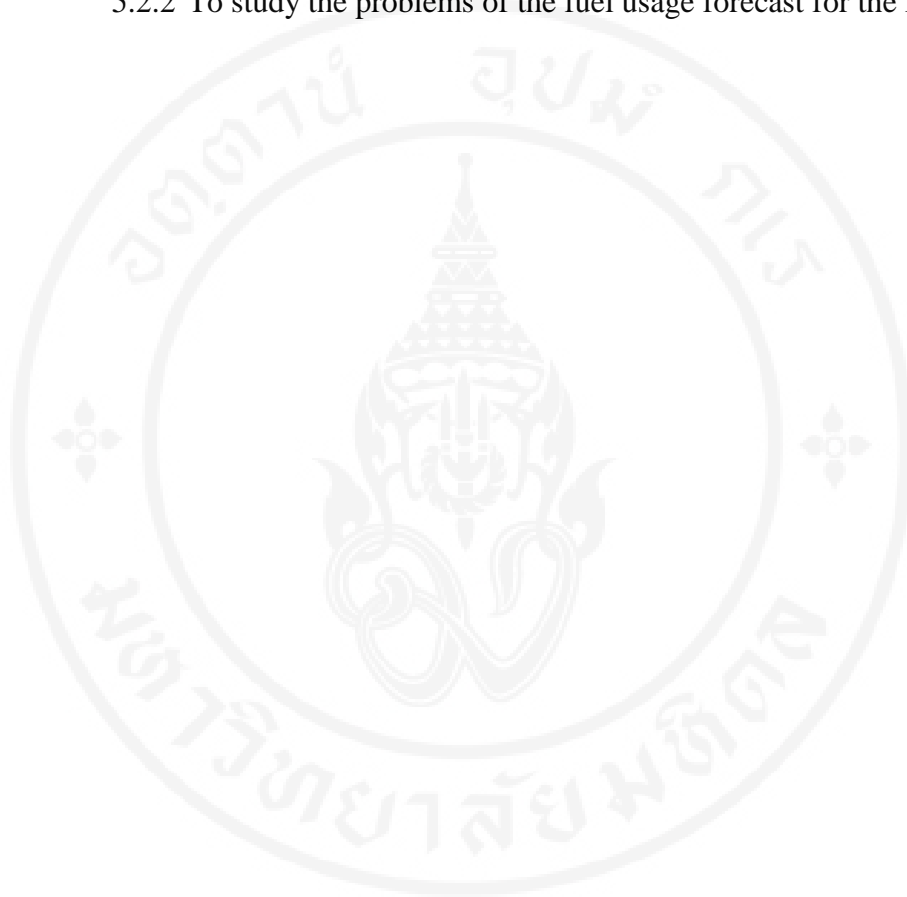 5.2.2 To study the problems of the fuel usage forecast for the
อตฺตานํ อุปมํ กเร
มหาวิทยาลัยมหิดล